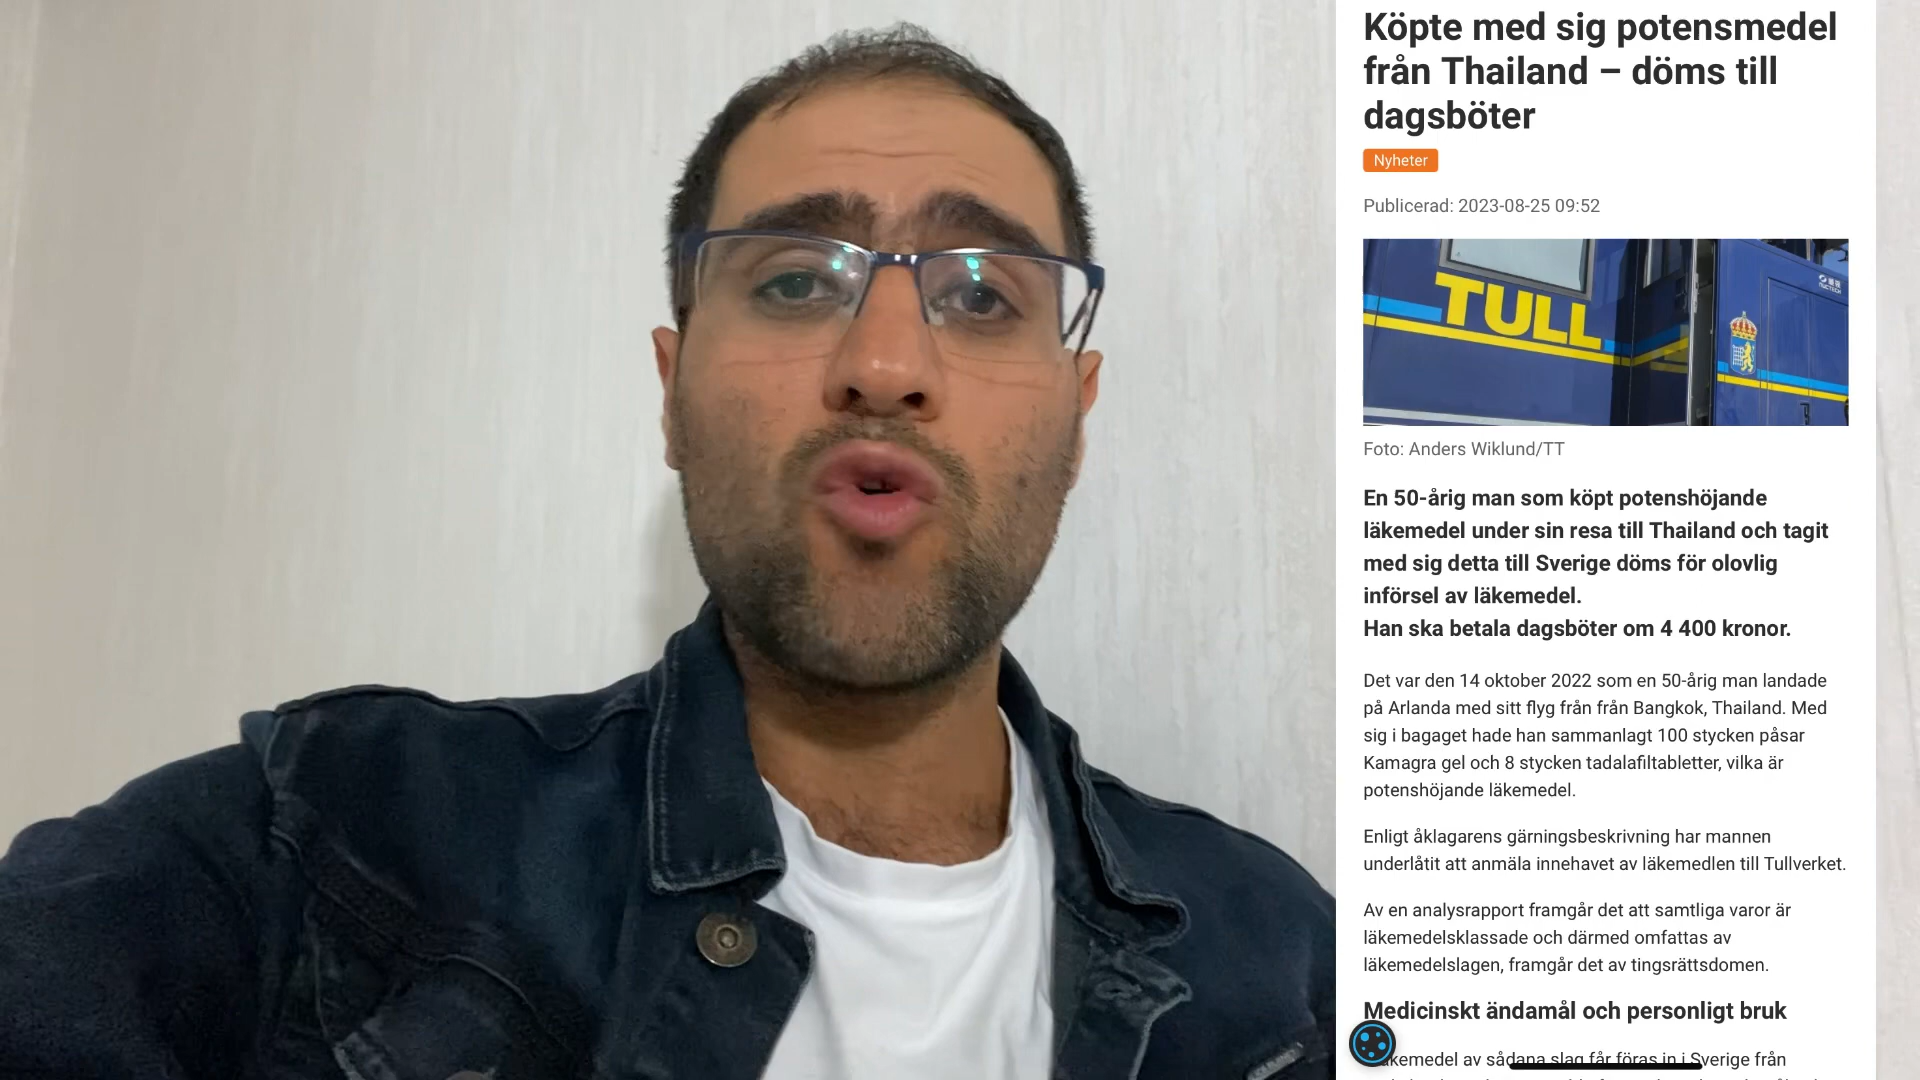 Köpte med sig potensmedel
från Thailand – döms till
dagsböter
Nyheter
Publicerad: 2023-08-25 09:52
TULL
NUCTECH
Foto: Anders Wiklund/TT
En 50-årig man som köpt potenshöjande
läkemedel under sin resa till Thailand och tagit
med sig detta till Sverige döms för olovlig
införsel av läkemedel.
Han ska betala dagsböter om 4 400 kronor.
Det var den 14 oktober 2022 som en 50-årig man landade
på Arlanda med sitt flyg från från Bangkok, Thailand. Med
sig i bagaget hade han sammanlagt 100 stycken påsar
Kamagra gel och 8 stycken tadalafiltabletter, vilka är
potenshöjande läkemedel.
Enligt åklagarens gärningsbeskrivning har mannen
underlåtit att anmäla innehavet av läkemedlen till Tullverket.
Av en analysrapport framgår det att samtliga varor är
läkemedelsklassade och därmed omfattas av
läkemedelslagen, framgår det av tingsrättsdomen.
Medicinskt ändamål och personligt bruk
av sådana slag får föras in i Sverige från